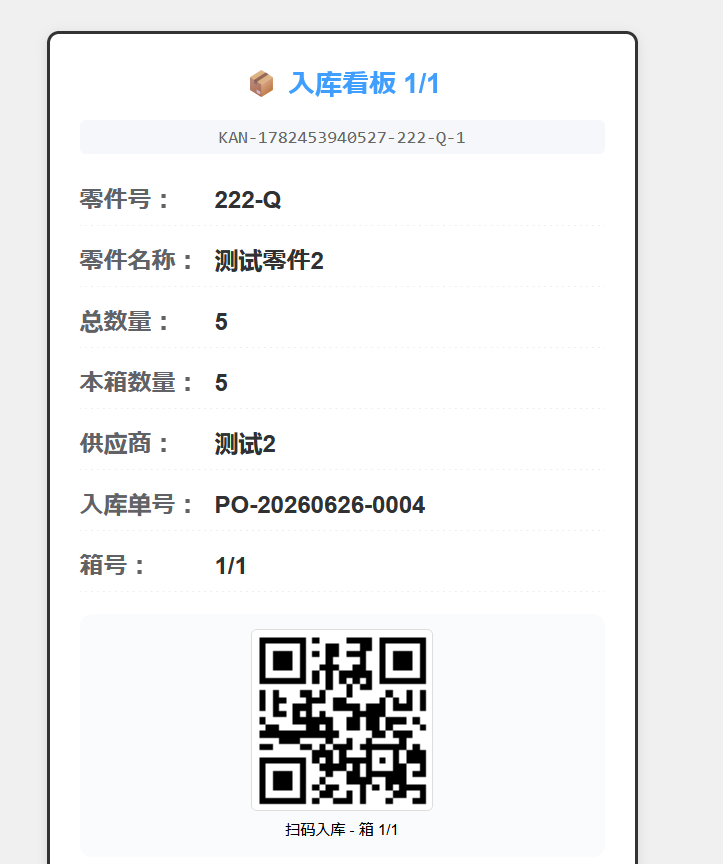 入库看板 1/1
KAN-1782453940527-222-Q-1
零件号： 222-Q
零件名称： 测试零件2
总数量： 5
本箱数量： 5
供应商： 测试2
入库单号： PO-20260626-0004
箱号： 1/1
扫码入库 - 箱 1/1